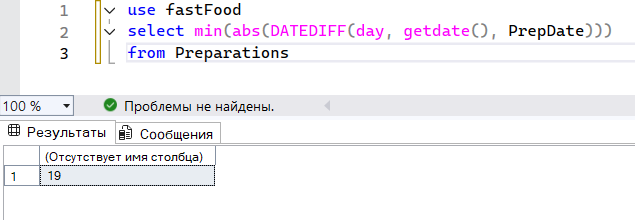 1 use fastFood
2 select min(abs(DATEDIFF(day, getdate(), PrepDate)))
3 from Preparations
100 % Проблемы не найдены.
Результаты Сообщения
(Отсутствует имя столбца)
1 19